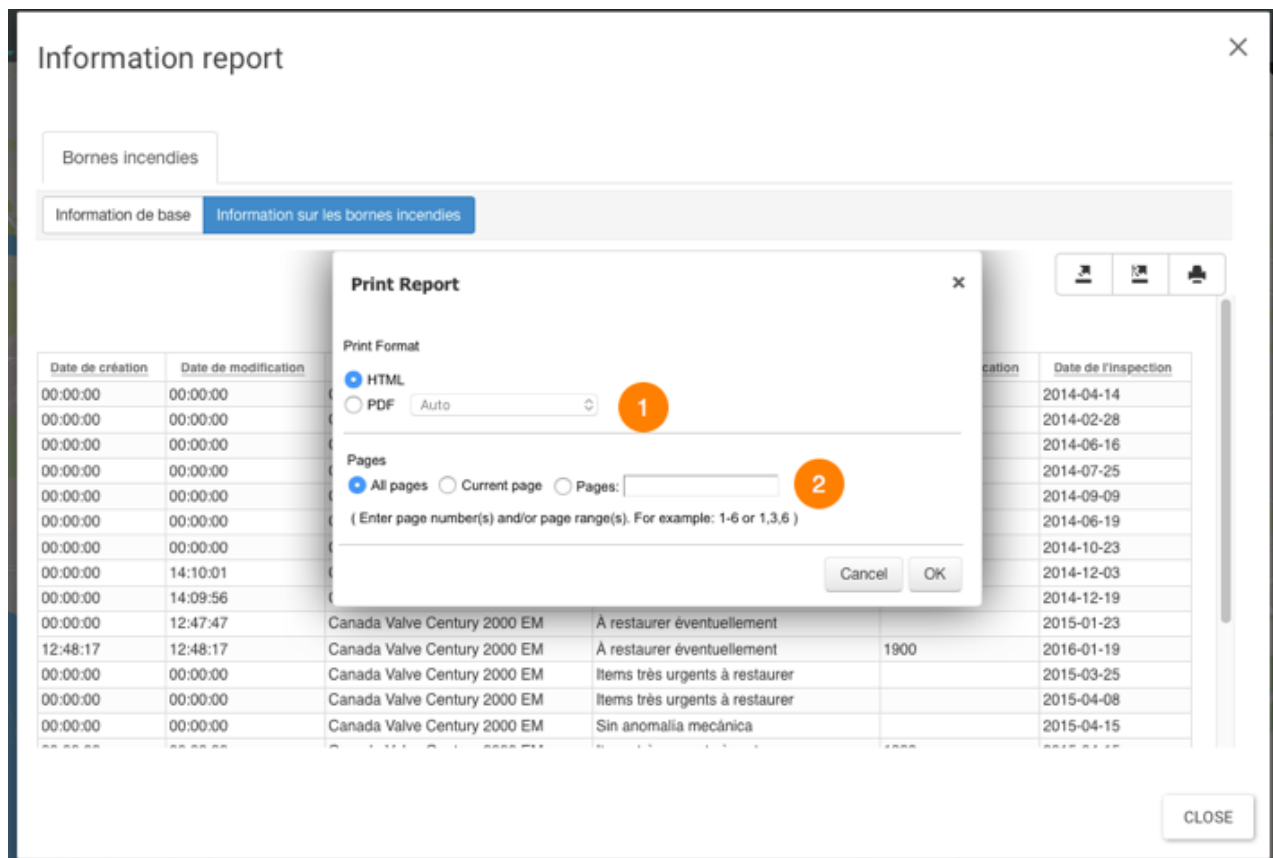 Information report
Bornes incendies
Information de base Information sur les bornes incendies
Print Report
Print Format
HTML
PDF Auto 1
Pages
All pages Current page Pages: 2
( Enter page number(s) and/or page range(s). For example: 1-6 or 1,3,6 )
Cancel OK
Date de création Date de modification cation Date de l'inspection
00:00:00 00:00:00 2014-04-14
00:00:00 00:00:00 2014-02-28
00:00:00 00:00:00 2014-06-16
00:00:00 00:00:00 2014-07-25
00:00:00 00:00:00 2014-09-09
00:00:00 00:00:00 2014-06-19
00:00:00 00:00:00 2014-10-23
00:00:00 14:10:01 2014-12-03
00:00:00 14:09:56 2014-12-19
00:00:00 12:47:47 Canada Valve Century 2000 EM À restaurer éventuellement 2015-01-23
12:48:17 12:48:17 Canada Valve Century 2000 EM À restaurer éventuellement 1900 2016-01-19
00:00:00 00:00:00 Canada Valve Century 2000 EM Items très urgents à restaurer 2015-03-25
00:00:00 00:00:00 Canada Valve Century 2000 EM Items très urgents à restaurer 2015-04-08
00:00:00 00:00:00 Canada Valve Century 2000 EM Sin anomalia mecánica 2015-04-15
CLOSE